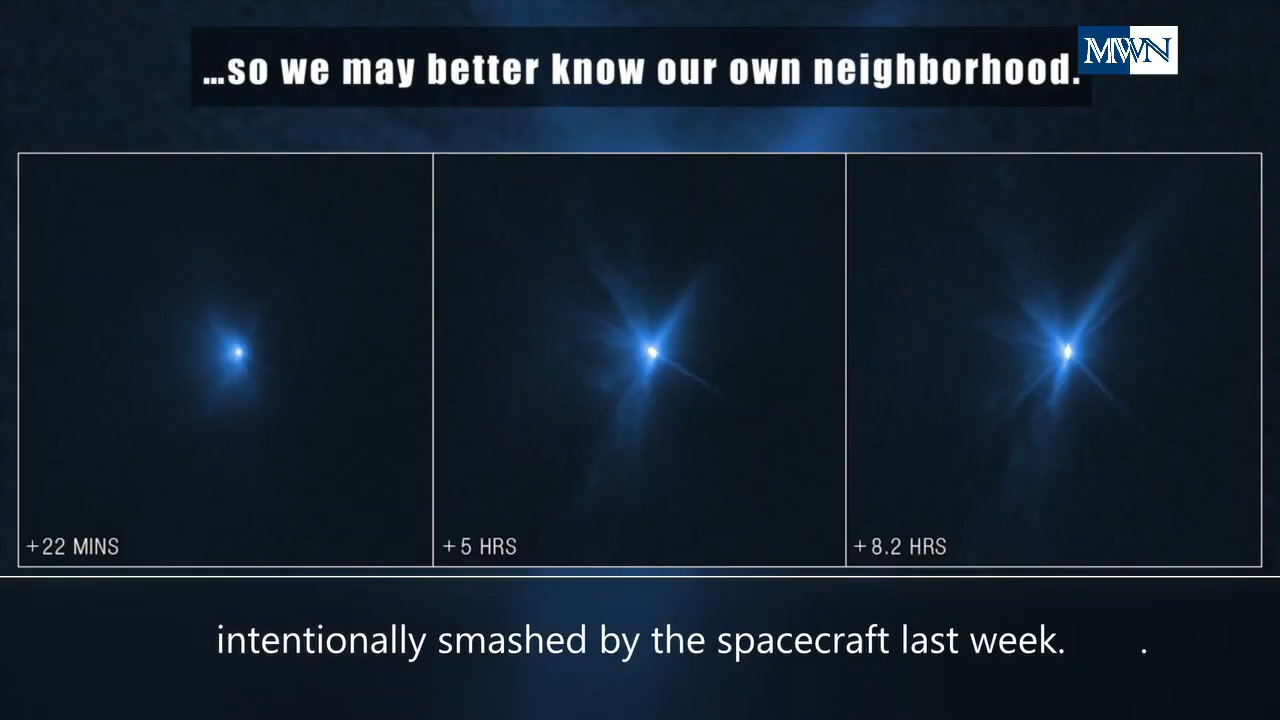 …so we may better know our own neighborhood.
MWN
+22 MINS
+5 HRS
+8.2 HRS
intentionally smashed by the spacecraft last week. .